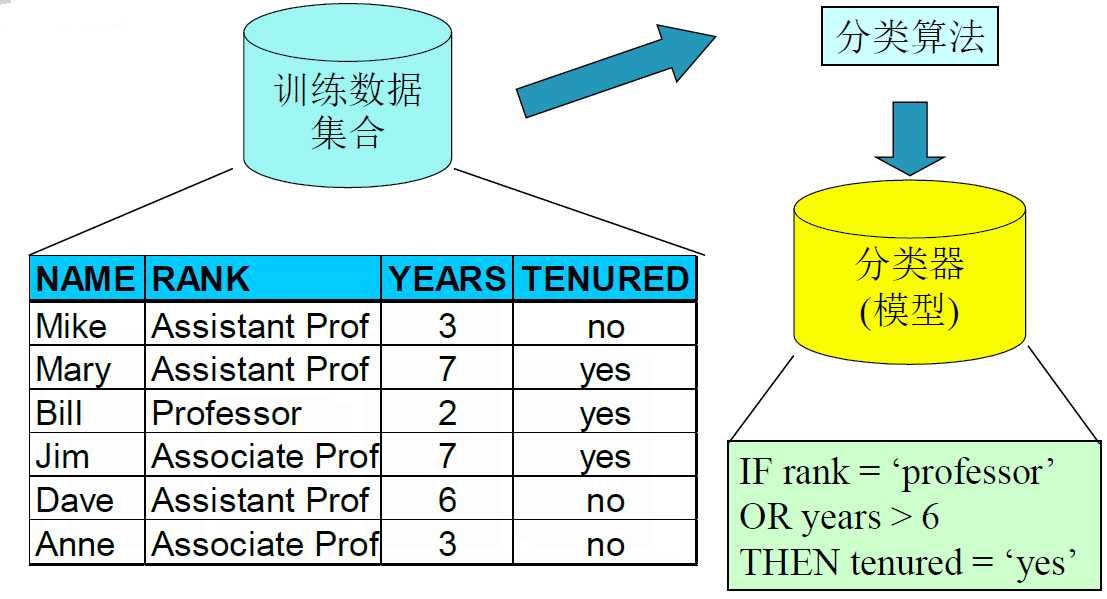 训练数据
集合
分类算法
分类器
(模型)
NAME RANK YEARS TENURED
Mike Assistant Prof 3 no
Mary Assistant Prof 7 yes
Bill Professor 2 yes
Jim Associate Prof 7 yes
Dave Assistant Prof 6 no
Anne Associate Prof 3 no
IF rank = ‘professor’
OR years > 6
THEN tenured = ‘yes’